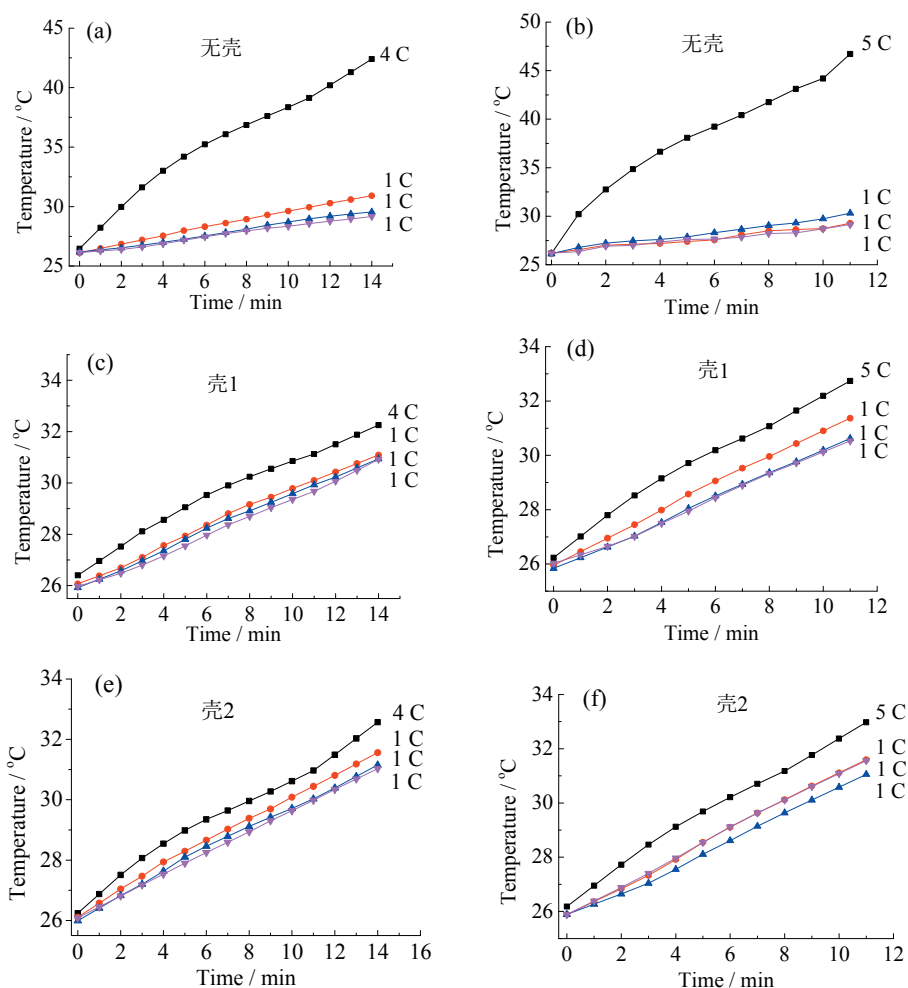 (a)
无壳
4 C
1 C
1 C
1 C
45
40
35
30
25
0 2 4 6 8 10 12 14
Temperature / °C
Time / min
(b)
无壳
5 C
1 C
1 C
1 C
50
47
43
40
37
33
30
27
25
0 2 4 6 8 10 12
Temperature / °C
Time / min
(c)
壳1
4 C
1 C
1 C
1 C
34
32
30
28
26
0 2 4 6 8 10 12 14
Temperature / °C
Time / min
(d)
壳1
5 C
1 C
1 C
1 C
34
32
30
28
26
0 2 4 6 8 10 12
Temperature / °C
Time / min
(e)
壳2
4 C
1 C
1 C
1 C
34
32
30
28
26
0 2 4 6 8 10 12 14 16
Temperature / °C
Time / min
(f)
壳2
5 C
1 C
1 C
1 C
34
32
30
28
26
0 2 4 6 8 10 12
Temperature / °C
Time / min